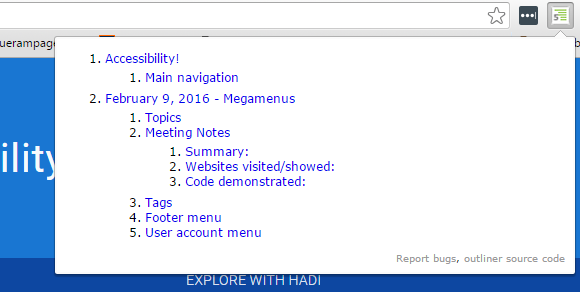 uerampag
1. Accessibility!
1. Main navigation
2. February 9, 2016 - Megamenus
1. Topics
2. Meeting Notes
1. Summary:
2. Websites visited/showed:
3. Code demonstrated:
3. Tags
4. Footer menu
5. User account menu
Report bugs, outliner source code
ility
EXPLORE WITH HADI